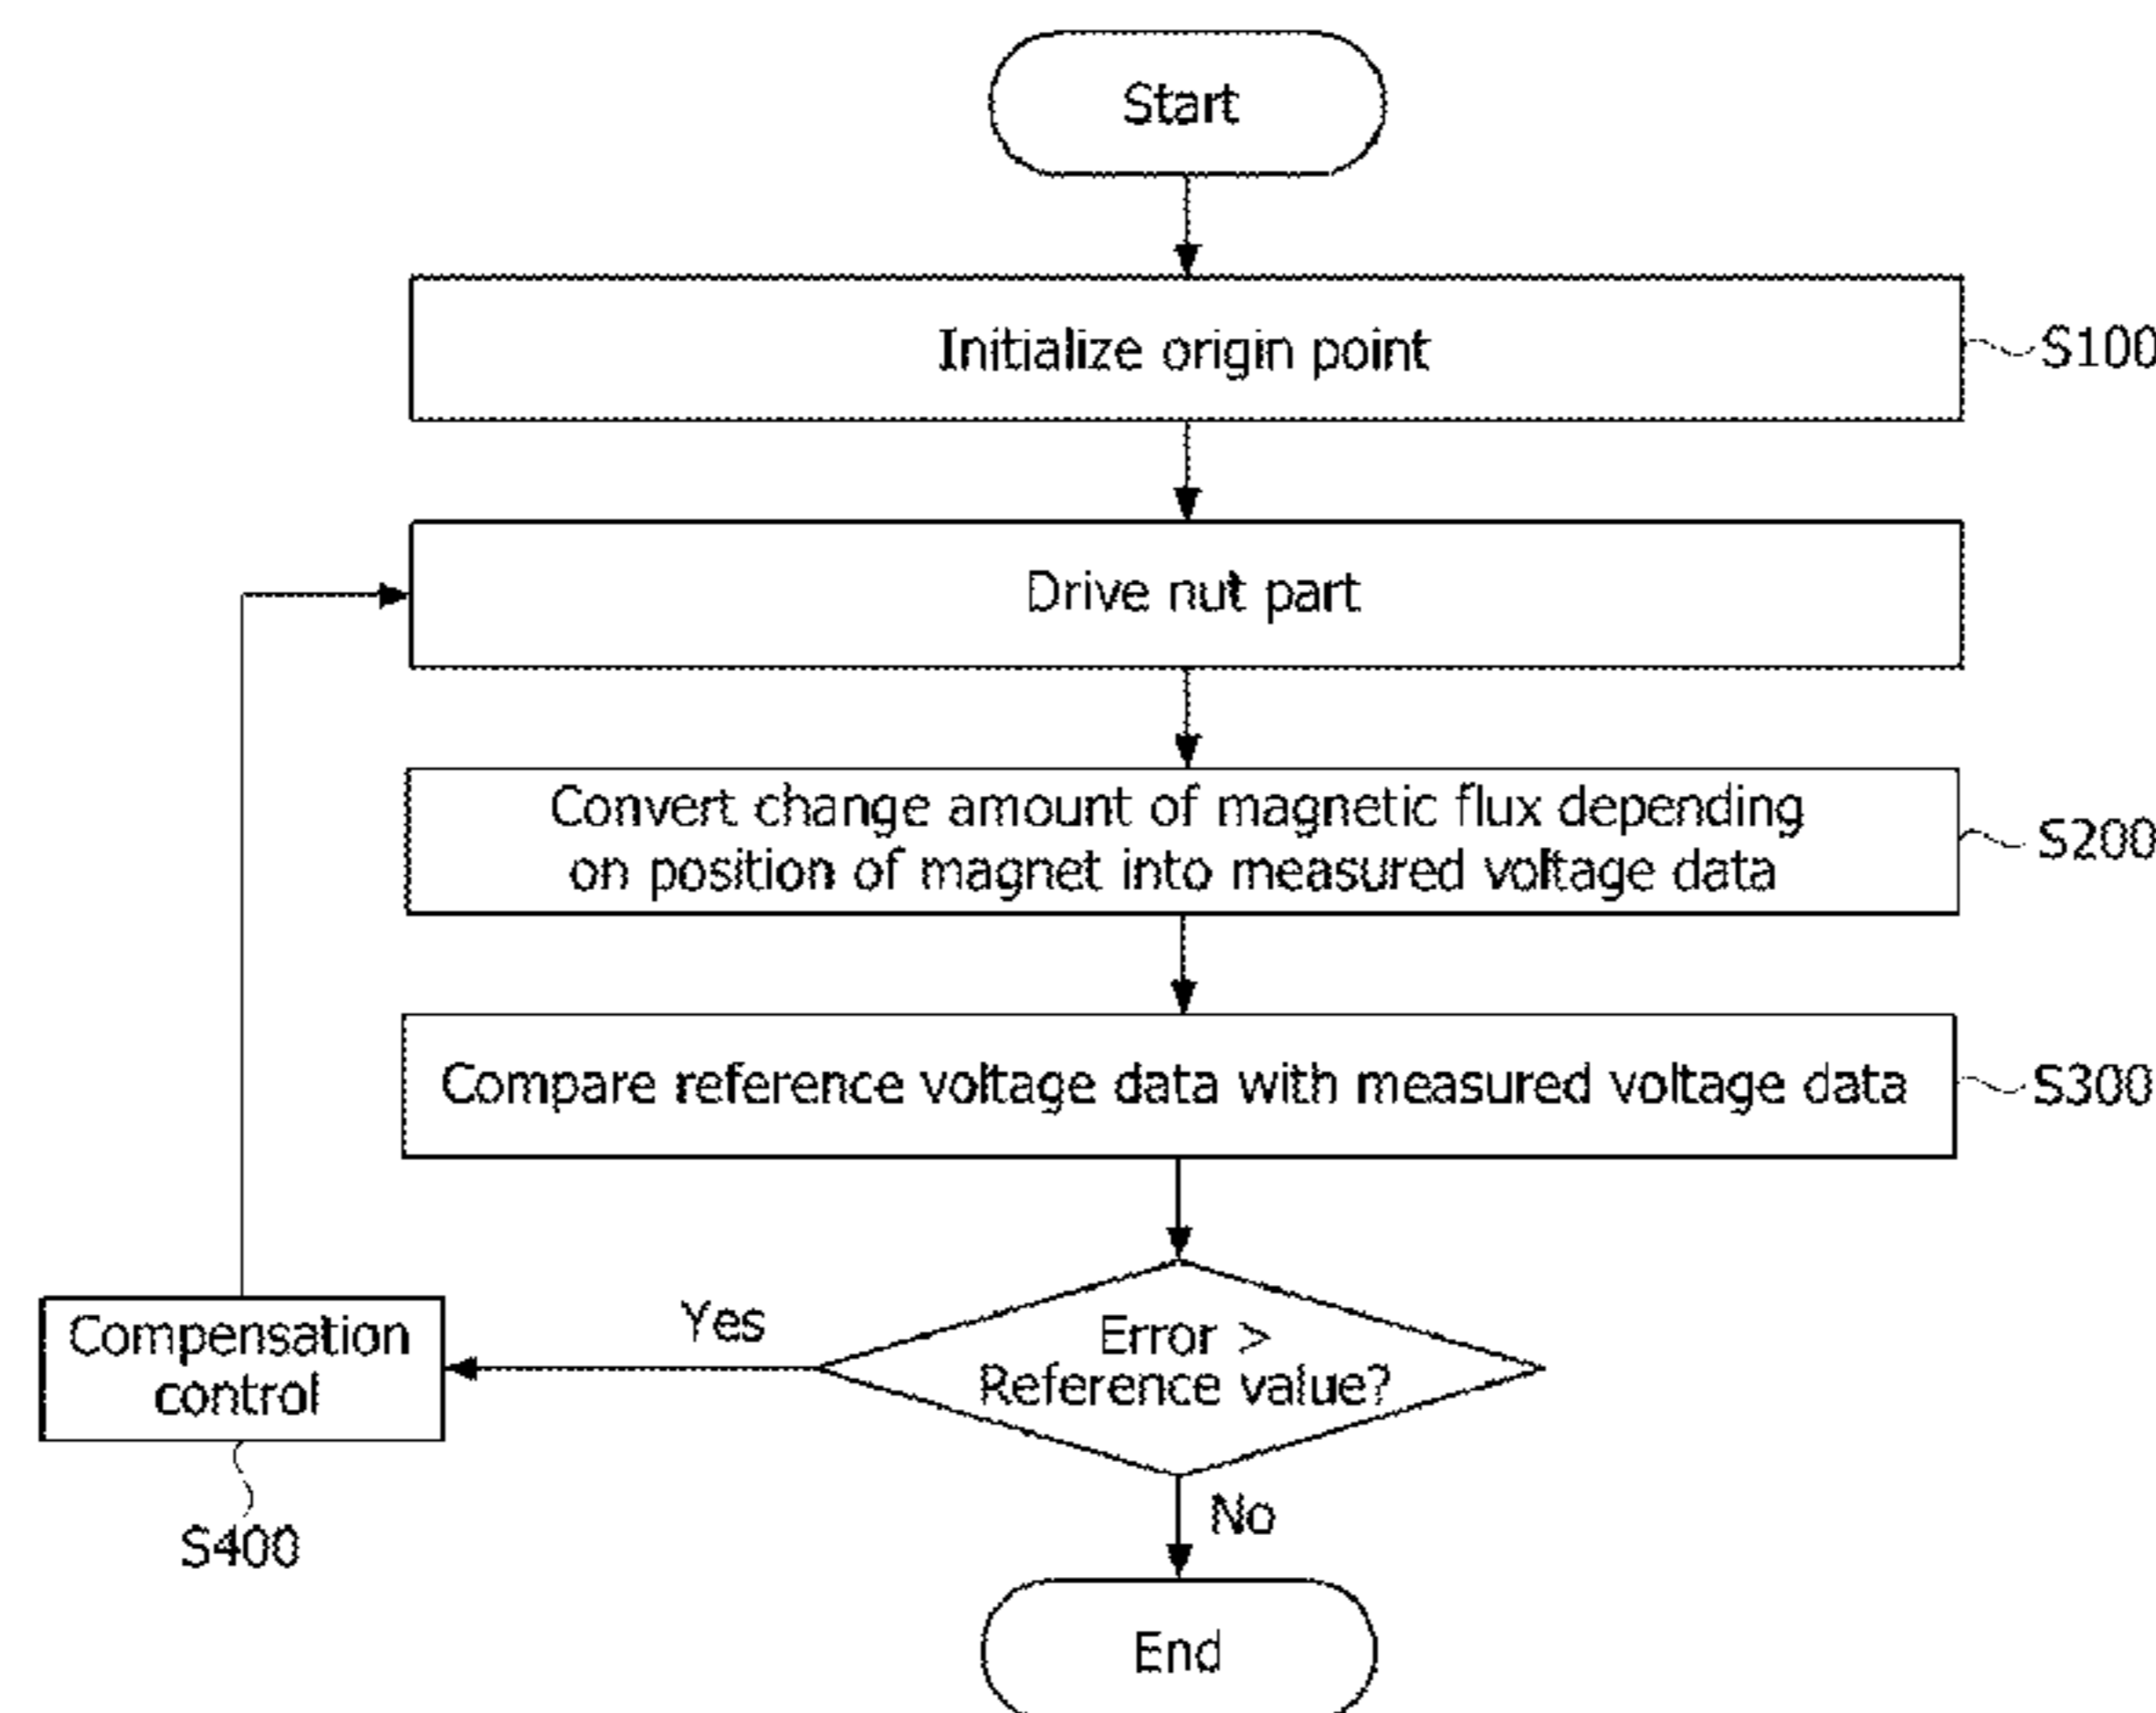 Start
Initialize origin point
S100
Drive nut part
Convert change amount of magnetic flux depending
on position of magnet into measured voltage data
S200
Compare reference voltage data with measured voltage data
S300
Error >
Reference value?
Yes
Compensation
control
S400
No
End